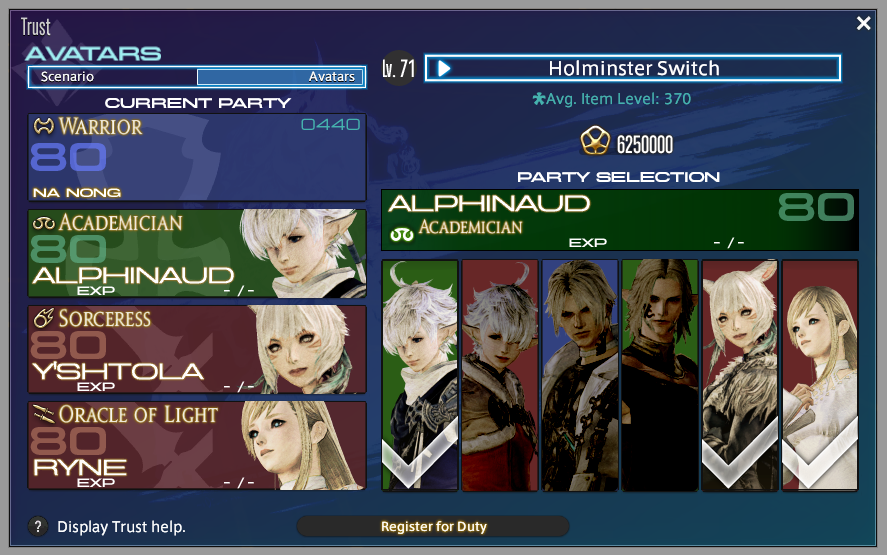 Trust
AVATARS
Scenario
Avatars
CURRENT PARTY
WARRIOR
0440
80
NA NONG
ACADEMICIAN
80
ALPHINAUD
EXP - / -
SORCERESS
80
Y'SHTOLA
EXP - / -
ORACLE OF LIGHT
80
RYNE
EXP - / -
? Display Trust help.
Lv. 71
Holminster Switch
Avg. Item Level: 370
6250000
PARTY SELECTION
ALPHINAUD
80
ACADEMICIAN
EXP - / -
Register for Duty